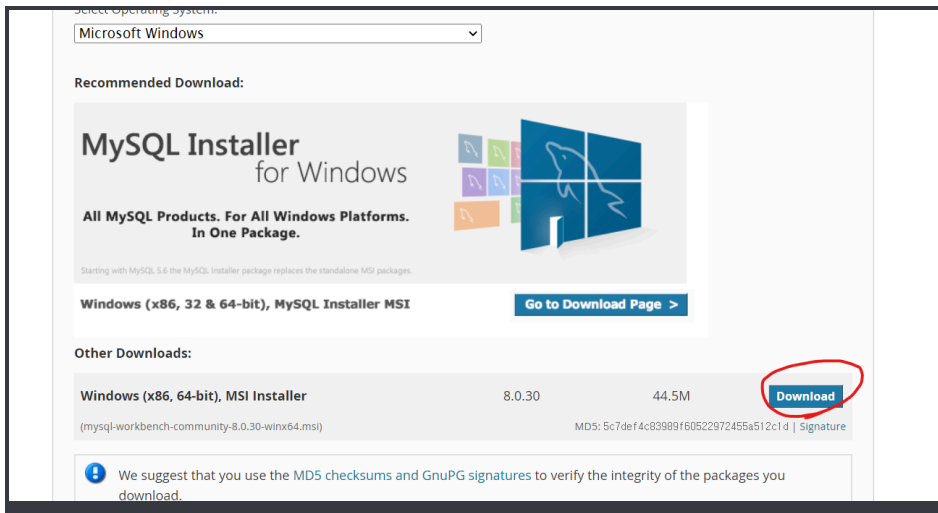 Select Operating System:
Microsoft Windows
Recommended Download:
MySQL Installer
for Windows
All MySQL Products. For All Windows Platforms.
In One Package.
Starting with MySQL 5.6 the MySQL Installer package replaces the standalone MSI packages.
Windows (x86, 32 & 64-bit), MySQL Installer MSI
Go to Download Page >
Other Downloads:
Windows (x86, 64-bit), MSI Installer 8.0.30 44.5M Download
(mysql-workbench-community-8.0.30-winx64.msi) MD5: 5c7def4c83989f60522972455a512c1d | Signature
We suggest that you use the MD5 checksums and GnuPG signatures to verify the integrity of the packages you
download.